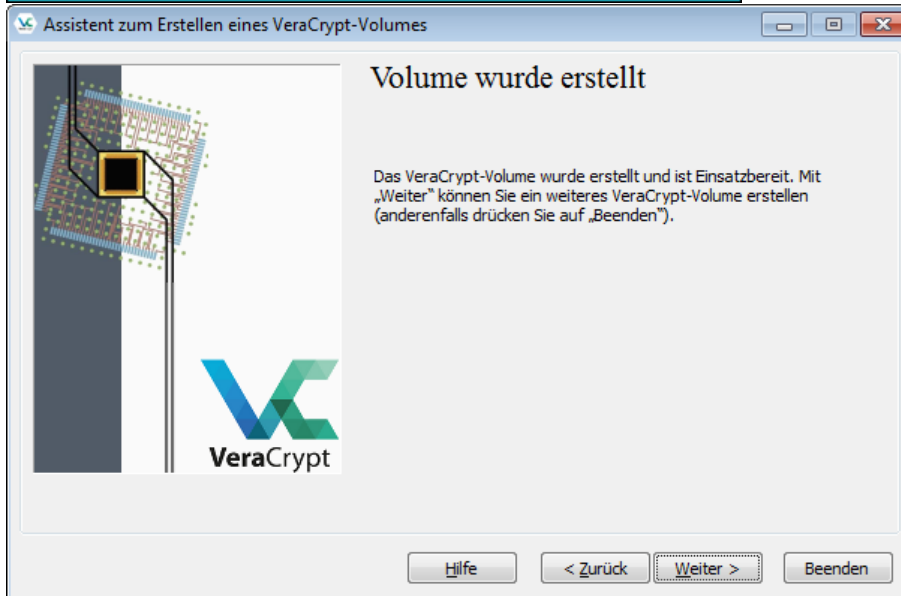 Assistent zum Erstellen eines VeraCrypt-Volumes
Volume wurde erstellt
Das VeraCrypt-Volume wurde erstellt und ist Einsatzbereit. Mit
„Weiter“ können Sie ein weiteres VeraCrypt-Volume erstellen
(anderenfalls drücken Sie auf „Beenden“).
VeraCrypt
Hilfe
< Zurück
Weiter >
Beenden